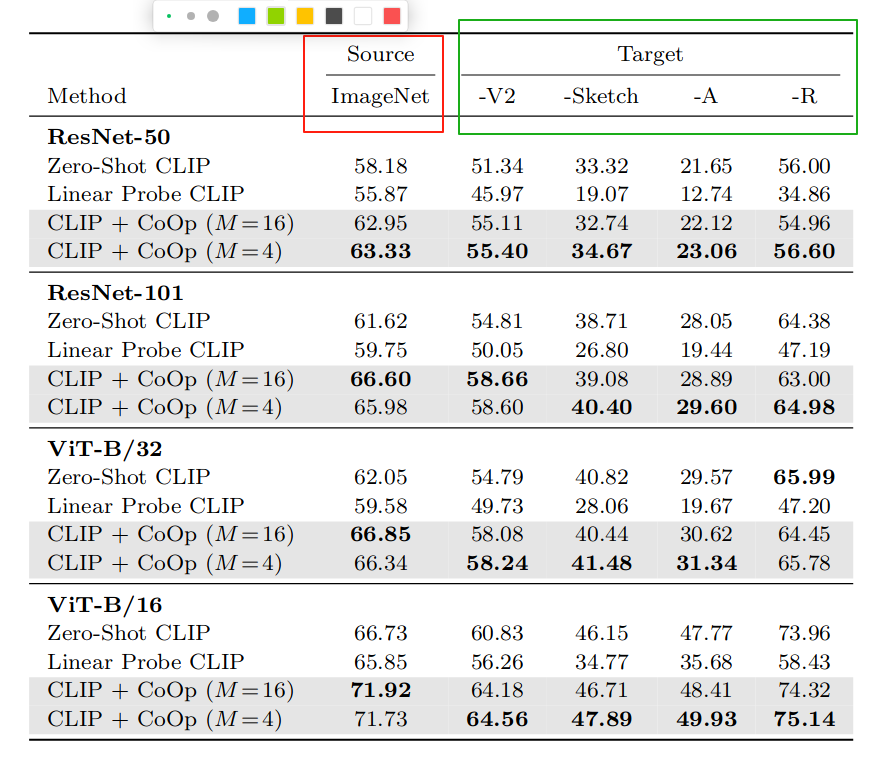 Source Target
Method ImageNet -V2 -Sketch -A -R
ResNet-50
Zero-Shot CLIP 58.18 51.34 33.32 21.65 56.00
Linear Probe CLIP 55.87 45.97 19.07 12.74 34.86
CLIP + CoOp (M=16) 62.95 55.11 32.74 22.12 54.96
CLIP + CoOp (M=4) 63.33 55.40 34.67 23.06 56.60
ResNet-101
Zero-Shot CLIP 61.62 54.81 38.71 28.05 64.38
Linear Probe CLIP 59.75 50.05 26.80 19.44 47.19
CLIP + CoOp (M=16) 66.60 58.66 39.08 28.89 63.00
CLIP + CoOp (M=4) 65.98 58.60 40.40 29.60 64.98
ViT-B/32
Zero-Shot CLIP 62.05 54.79 40.82 29.57 65.99
Linear Probe CLIP 59.58 49.73 28.06 19.67 47.20
CLIP + CoOp (M=16) 66.85 58.08 40.44 30.62 64.45
CLIP + CoOp (M=4) 66.34 58.24 41.48 31.34 65.78
ViT-B/16
Zero-Shot CLIP 66.73 60.83 46.15 47.77 73.96
Linear Probe CLIP 65.85 56.26 34.77 35.68 58.43
CLIP + CoOp (M=16) 71.92 64.18 46.71 48.41 74.32
CLIP + CoOp (M=4) 71.73 64.56 47.89 49.93 75.14